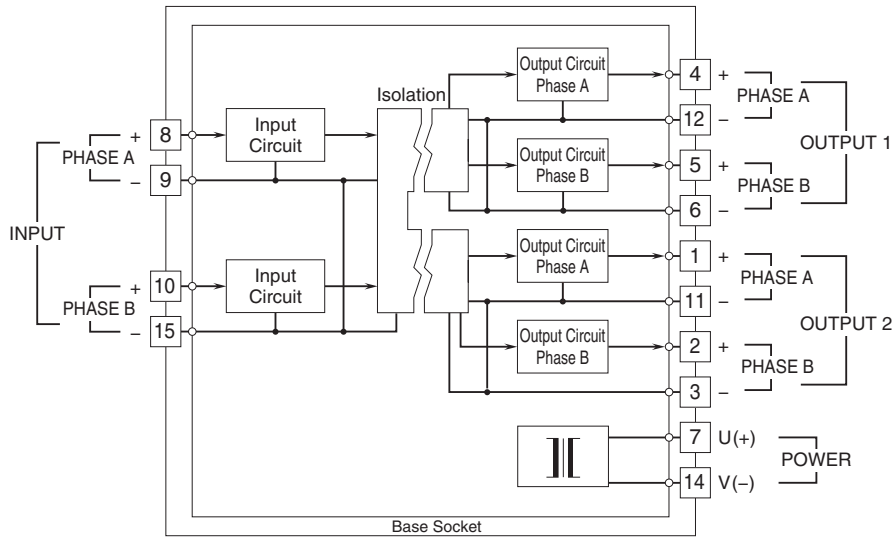 INPUT
PHASE A
+
8
−
9
PHASE B
+
10
−
15
Input
Circuit
Input
Circuit
Isolation
Output Circuit
Phase A
Output Circuit
Phase B
Output Circuit
Phase A
Output Circuit
Phase B
4 +
12 −
PHASE A
5 +
6 −
PHASE B
OUTPUT 1
1 +
11 −
PHASE A
2 +
3 −
PHASE B
OUTPUT 2
7 U(+)
14 V(−)
POWER
Base Socket